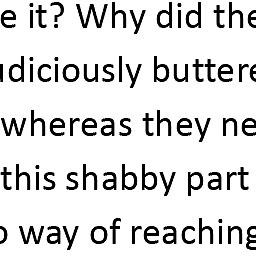 e it? Why did the
udiciously buttere
whereas they ne
this shabby part
o way of reaching